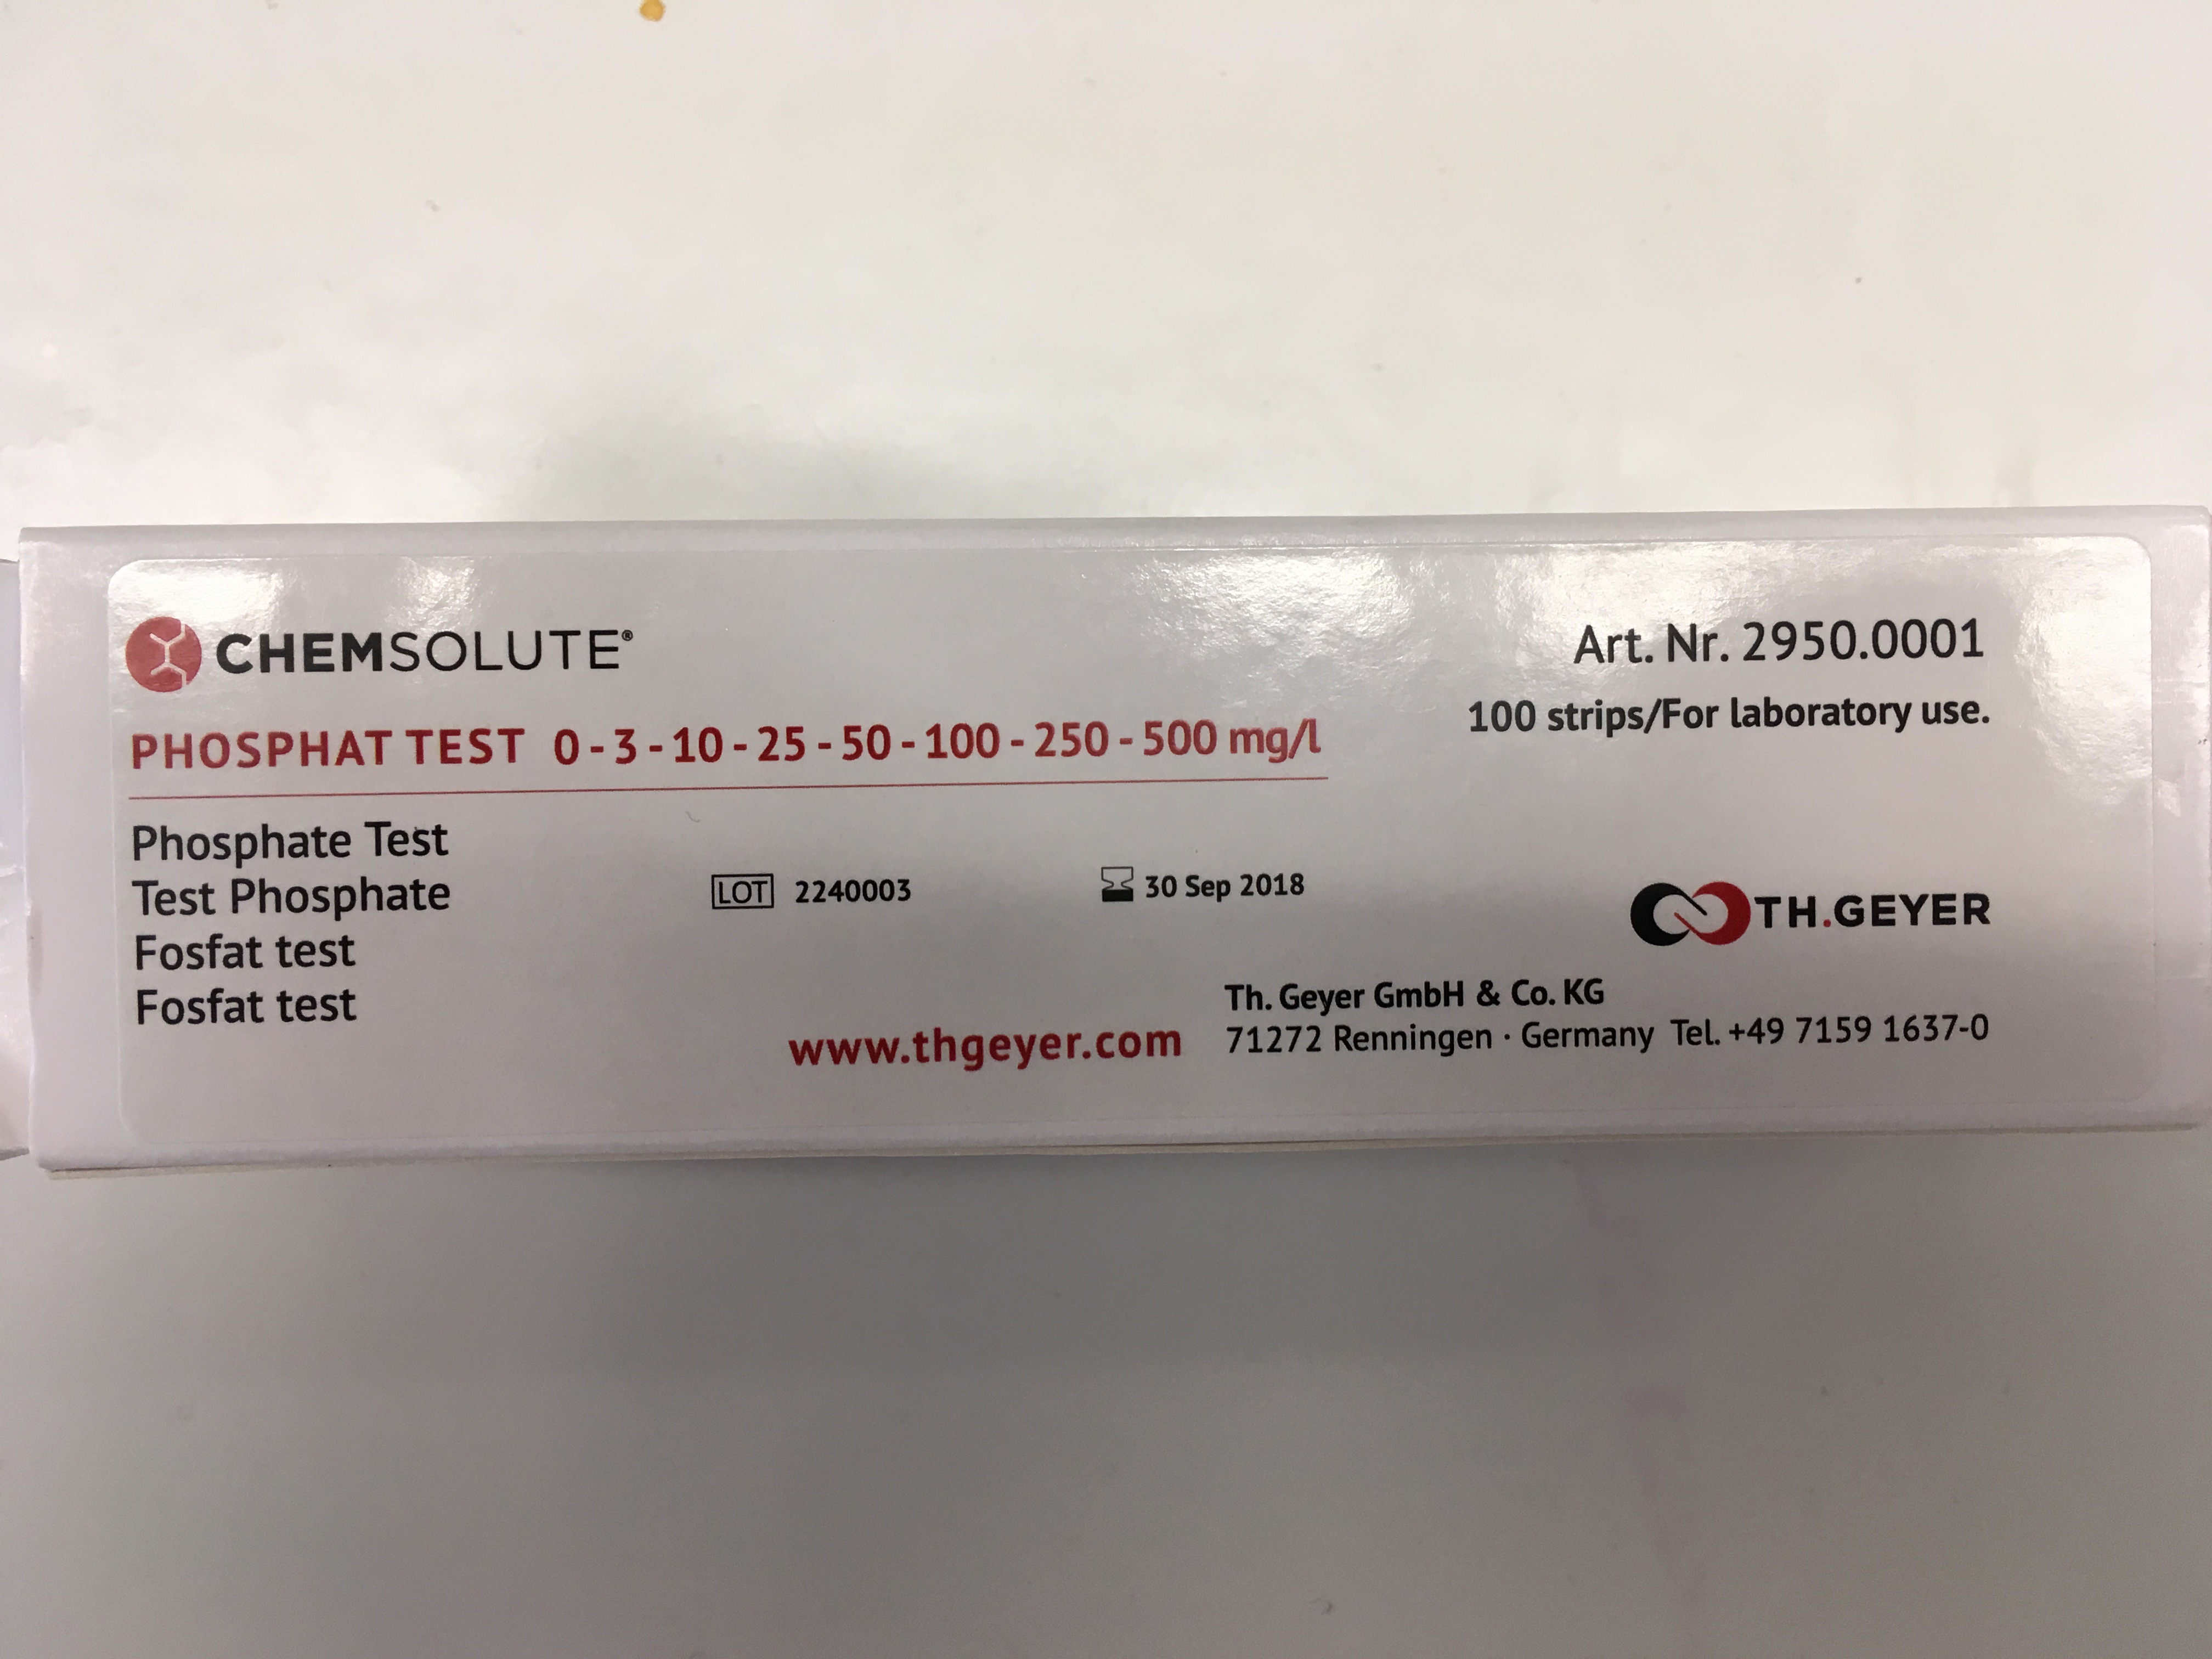 CHEMSOLUTE®
Art. Nr. 2950.0001
PHOSPHAT TEST 0 - 3 - 10 - 25 - 50 - 100 - 250 - 500 mg/l
100 strips/For laboratory use.
Phosphate Test
Test Phosphate
Fosfat test
Fosfat test
LOT 2240003
30 Sep 2018
TH.GEYER
www.thgeyer.com
Th. Geyer GmbH & Co. KG
71272 Renningen · Germany Tel. +49 7159 1637-0